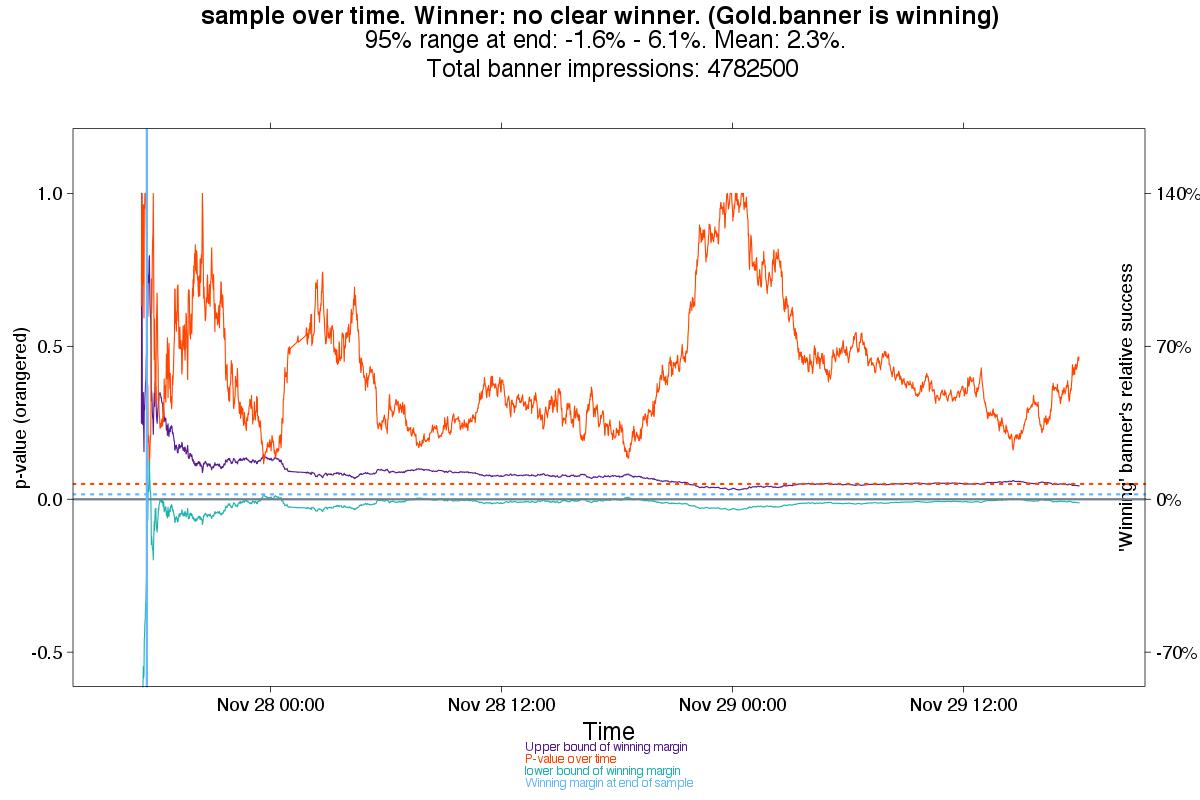 sample over time. Winner: no clear winner. (Gold.banner is winning)
95% range at end: -1.6% - 6.1%. Mean: 2.3%.
Total banner impressions: 4782500
1.0
0.5
0.0
-0.5
p-value (orangered)
140%
70%
0%
-70%
'Winning' banner's relative success
Nov 28 00:00
Nov 28 12:00
Nov 29 00:00
Nov 29 12:00
Time
Upper bound of winning margin
P-value over time
lower bound of winning margin
Winning margin at end of sample